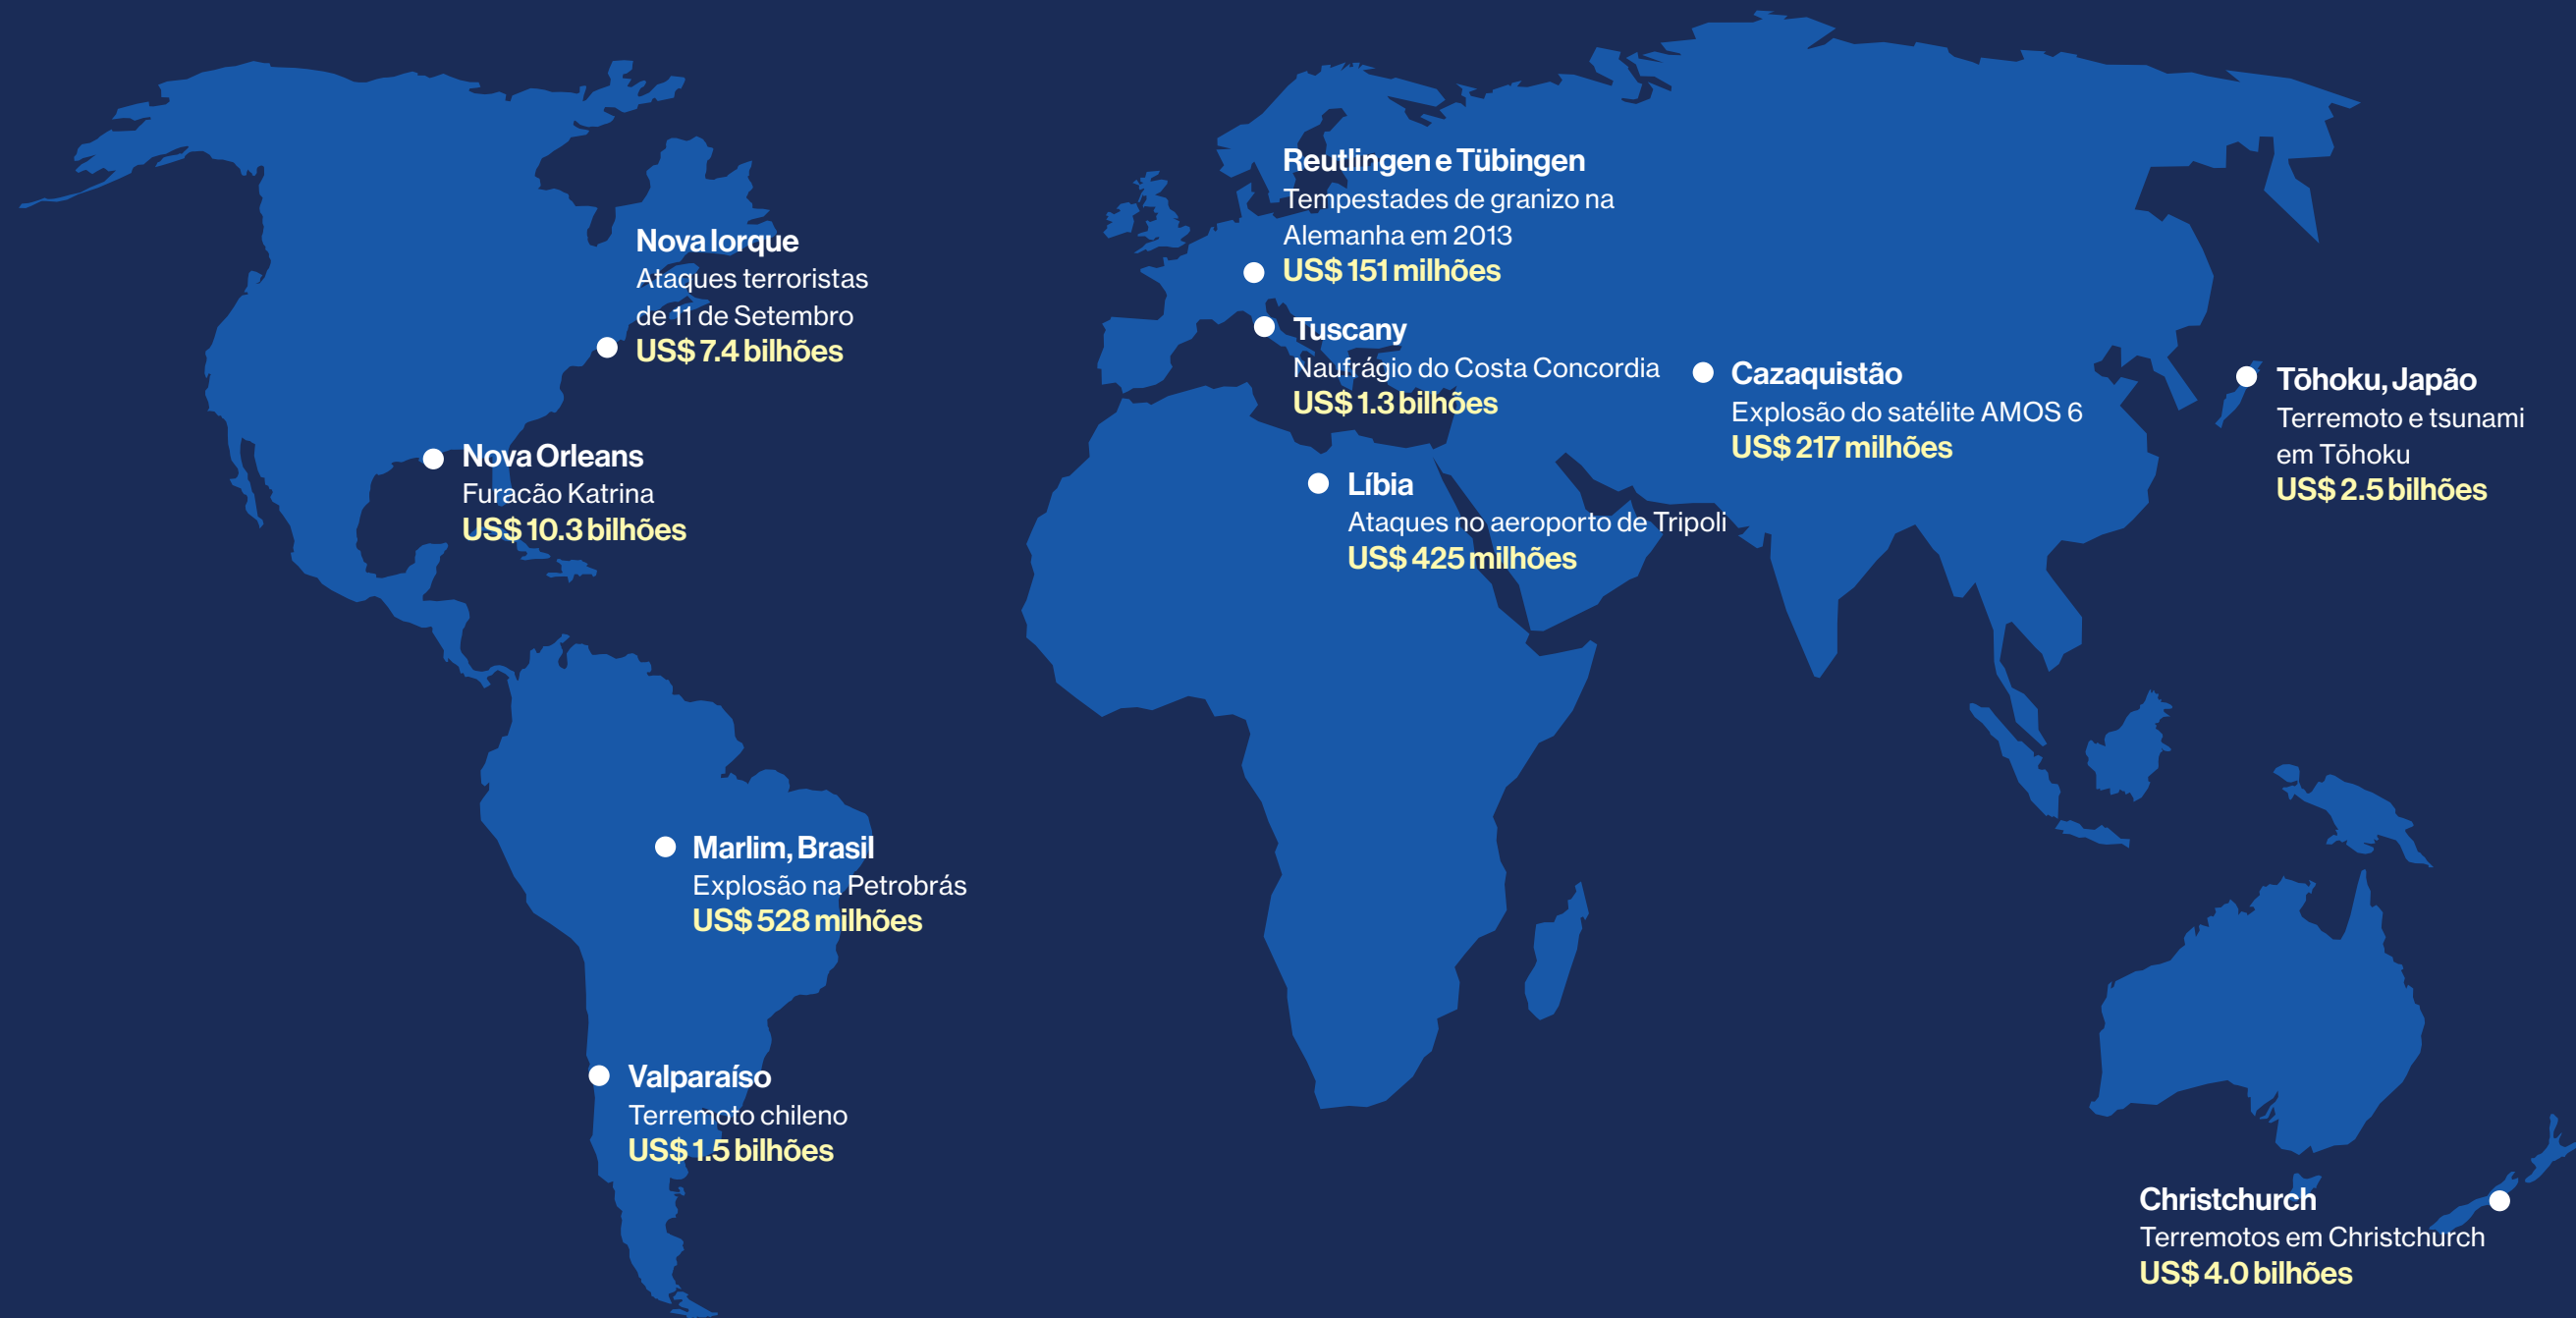 Reutlingen e Tübingen
Tempestades de granizo na
Alemanha em 2013
US$ 151 milhões
Nova Iorque
Ataques terroristas
de 11 de Setembro
US$ 7.4 bilhões
Tuscany
Naufrágio do Costa Concordia
US$ 1.3 bilhões
Cazaquistão
Explosão do satélite AMOS 6
US$ 217 milhões
Tōhoku, Japão
Terremoto e tsunami
em Tōhoku
US$ 2.5 bilhões
Nova Orleans
Furacão Katrina
US$ 10.3 bilhões
Líbia
Ataques no aeroporto de Tripoli
US$ 425 milhões
Marlim, Brasil
Explosão na Petrobrás
US$ 528 milhões
Valparaíso
Terremoto chileno
US$ 1.5 bilhões
Christchurch
Terremotos em Christchurch
US$ 4.0 bilhões